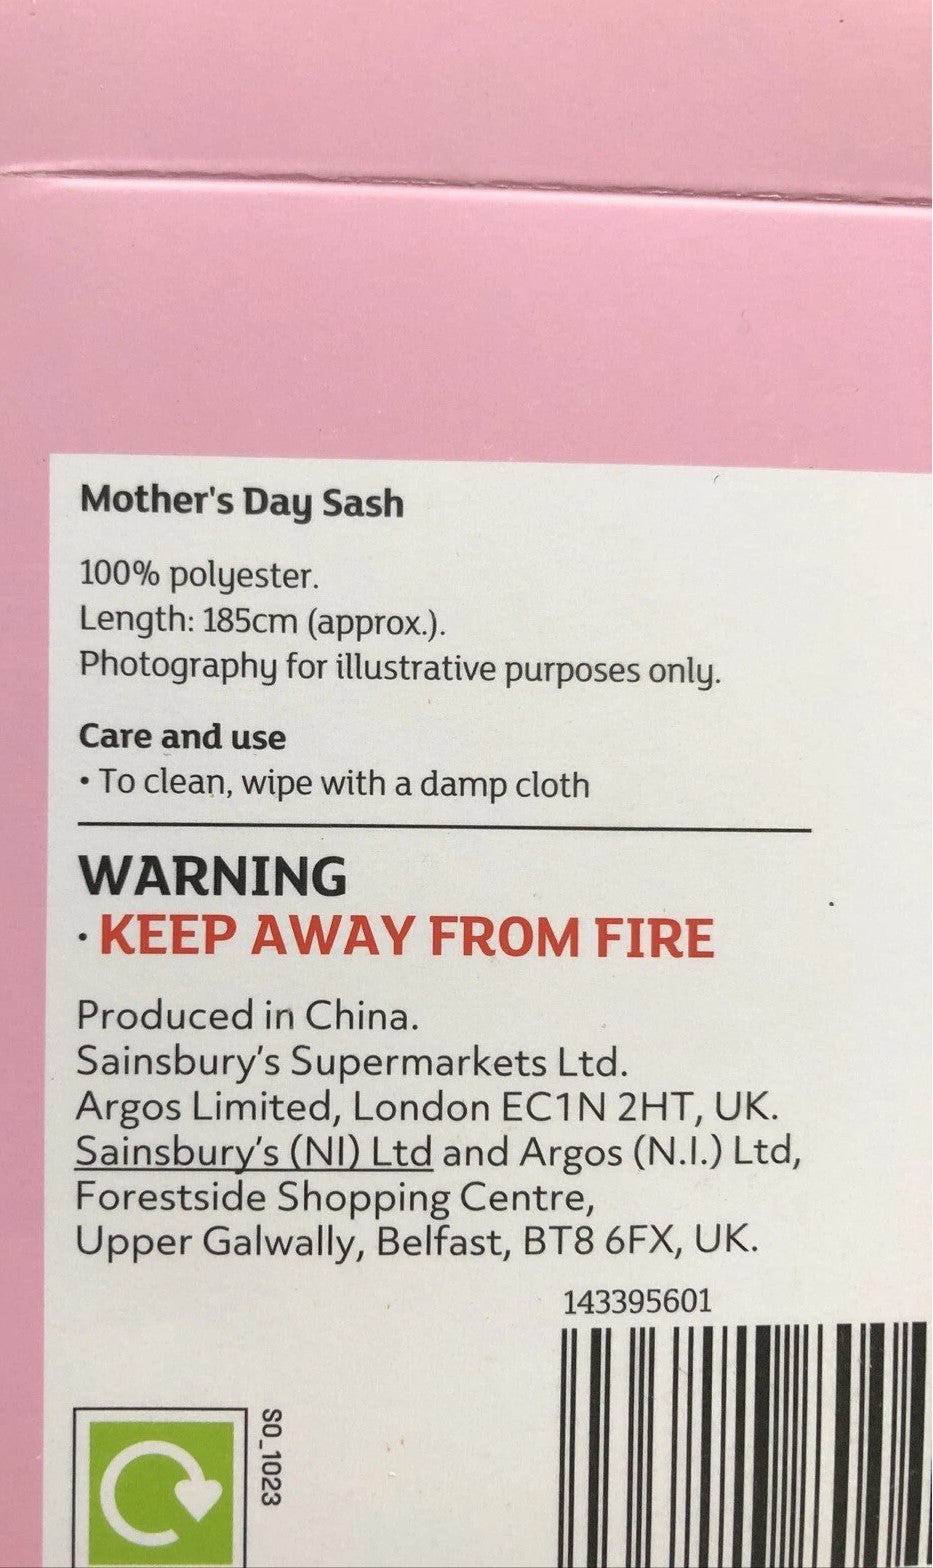 Mother's Day Sash
100% polyester.
Length: 185cm (approx.).
Photography for illustrative purposes only.
Care and use
• To clean, wipe with a damp cloth
WARNING
• KEEP AWAY FROM FIRE
Produced in China.
Sainsbury's Supermarkets Ltd.
Argos Limited, London EC1N 2HT, UK.
Sainsbury's (NI) Ltd and Argos (N.I.) Ltd,
Forestside Shopping Centre,
Upper Galwally, Belfast, BT8 6FX, UK.
143395601
SO_1023